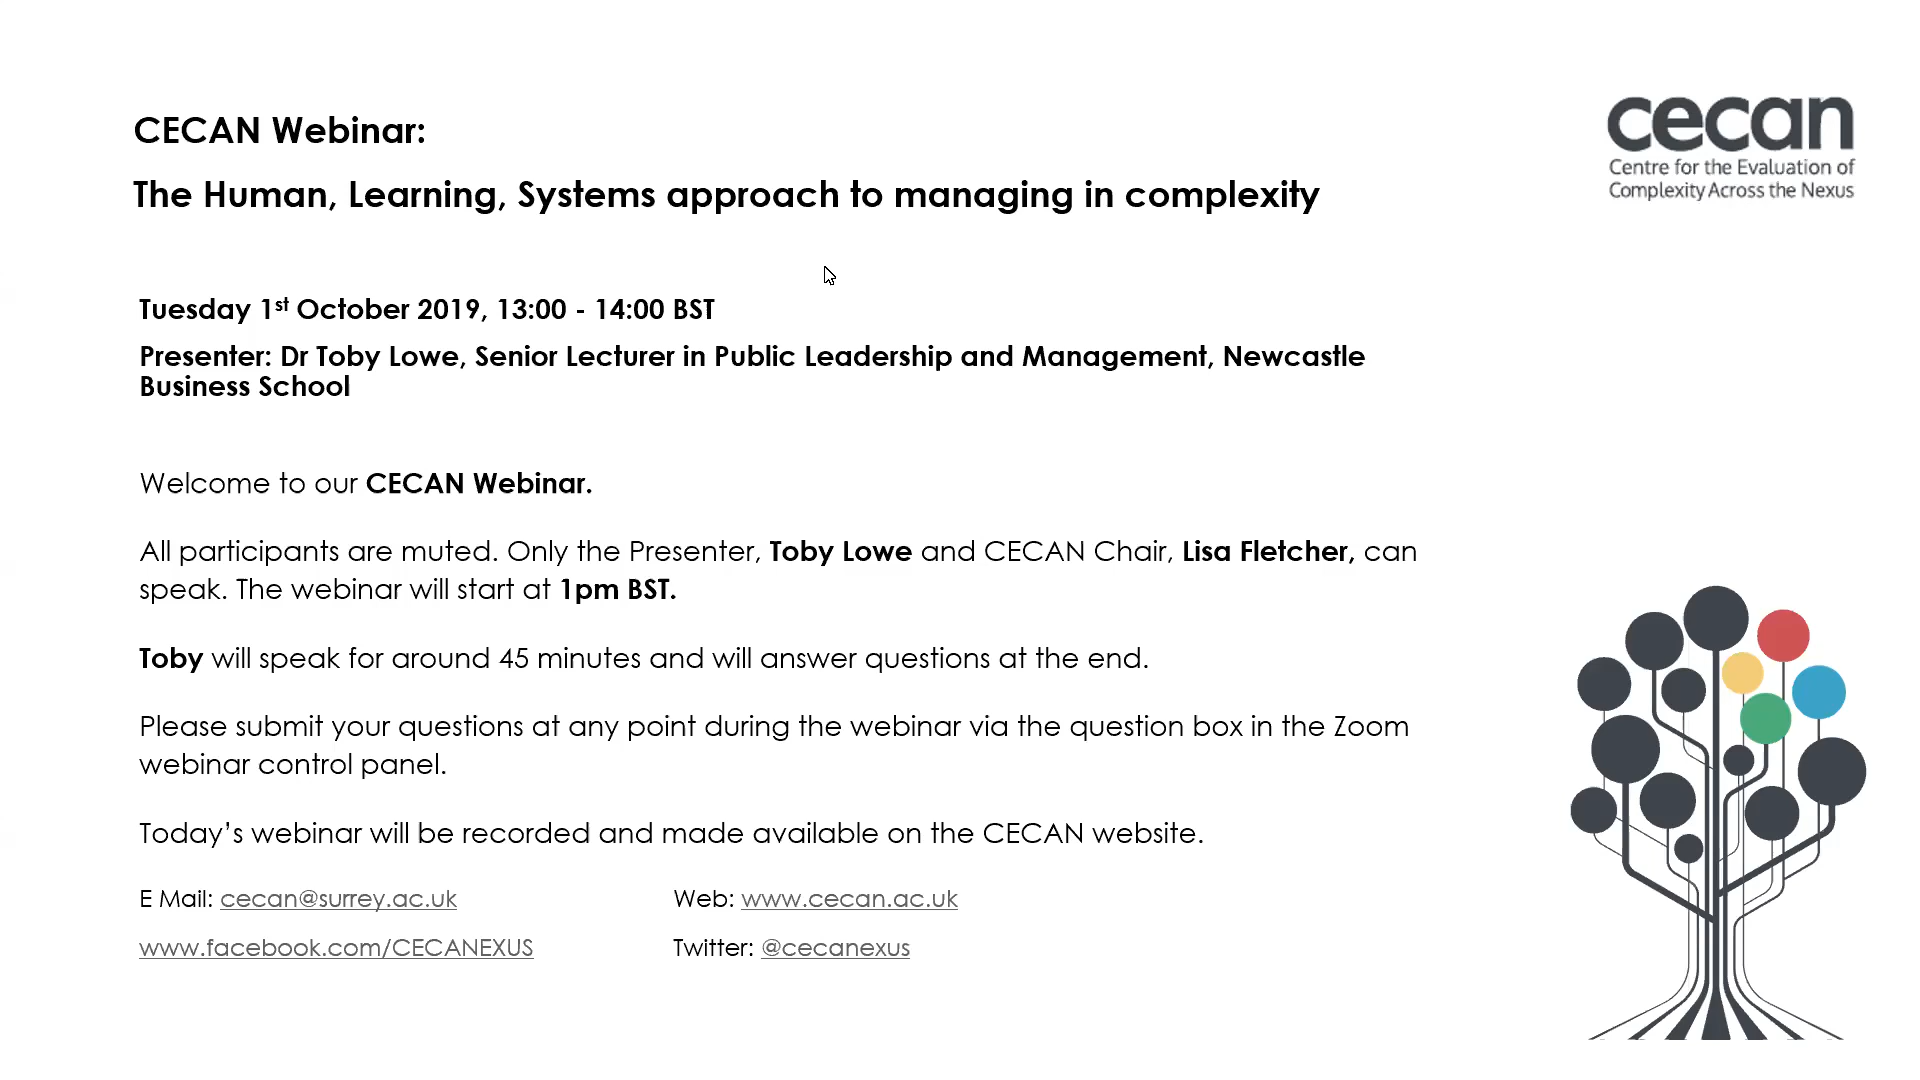 CECAN Webinar:
The Human, Learning, Systems approach to managing in complexity
cecan
Centre for the Evaluation of
Complexity Across the Nexus
Tuesday 1st October 2019, 13:00 - 14:00 BST
Presenter: Dr Toby Lowe, Senior Lecturer in Public Leadership and Management, Newcastle
Business School
Welcome to our CECAN Webinar.
All participants are muted. Only the Presenter, Toby Lowe and CECAN Chair, Lisa Fletcher, can
speak. The webinar will start at 1pm BST.
Toby will speak for around 45 minutes and will answer questions at the end.
Please submit your questions at any point during the webinar via the question box in the Zoom
webinar control panel.
Today’s webinar will be recorded and made available on the CECAN website.
E Mail: cecan@surrey.ac.uk Web: www.cecan.ac.uk
www.facebook.com/CECANEXUS Twitter: @cecanexus